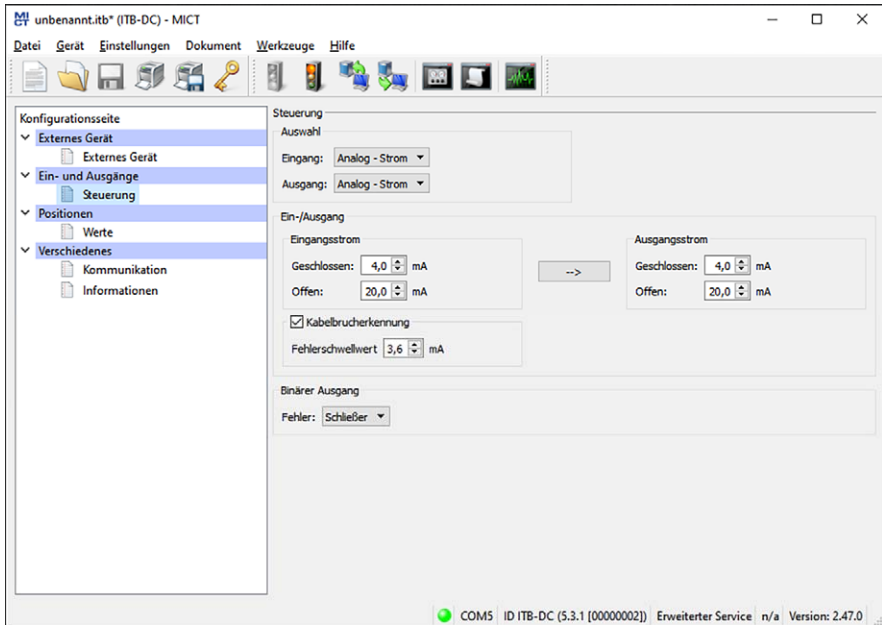 MICT unbenannt.itb* (ITB-DC) - MICT
Datei Gerät Einstellungen Dokument Werkzeuge Hilfe
Konfigurationsseite
Externes Gerät
Externes Gerät
Ein- und Ausgänge
Steuerung
Positionen
Werte
Verschiedenes
Kommunikation
Informationen
Steuerung
Auswahl
Eingang: Analog - Strom
Ausgang: Analog - Strom
Ein-/Ausgang
Eingangsstrom
Geschlossen: 4,0 mA
Offen: 20,0 mA
-->
Ausgangsstrom
Geschlossen: 4,0 mA
Offen: 20,0 mA
Kabelbrucherkennung
Fehlerschwellwert 3,6 mA
Binärer Ausgang
Fehler: Schließer
COM5 ID ITB-DC (5.3.1 [00000002]) Erweiterter Service n/a Version: 2.47.0